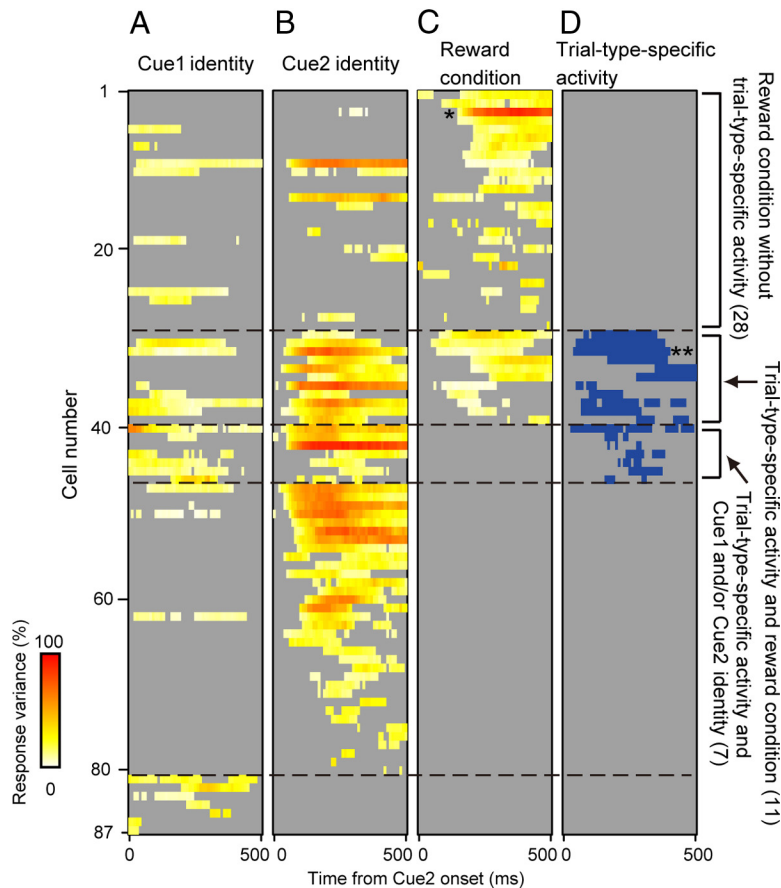 A
B
C
D
Cue1 identity
Cue2 identity
Reward
condition
Trial-type-specific
activity
1
20
40
60
80
87
Cell number
*
**
Reward condition without
trial-type-specific activity (28)
Trial-type-specific activity and reward condition (11)
Trial-type-specific activity and
Cue1 and/or Cue2 identity (7)
Response variance (%)
100
0
0
500
0
500
0
500
0
500
Time from Cue2 onset (ms)